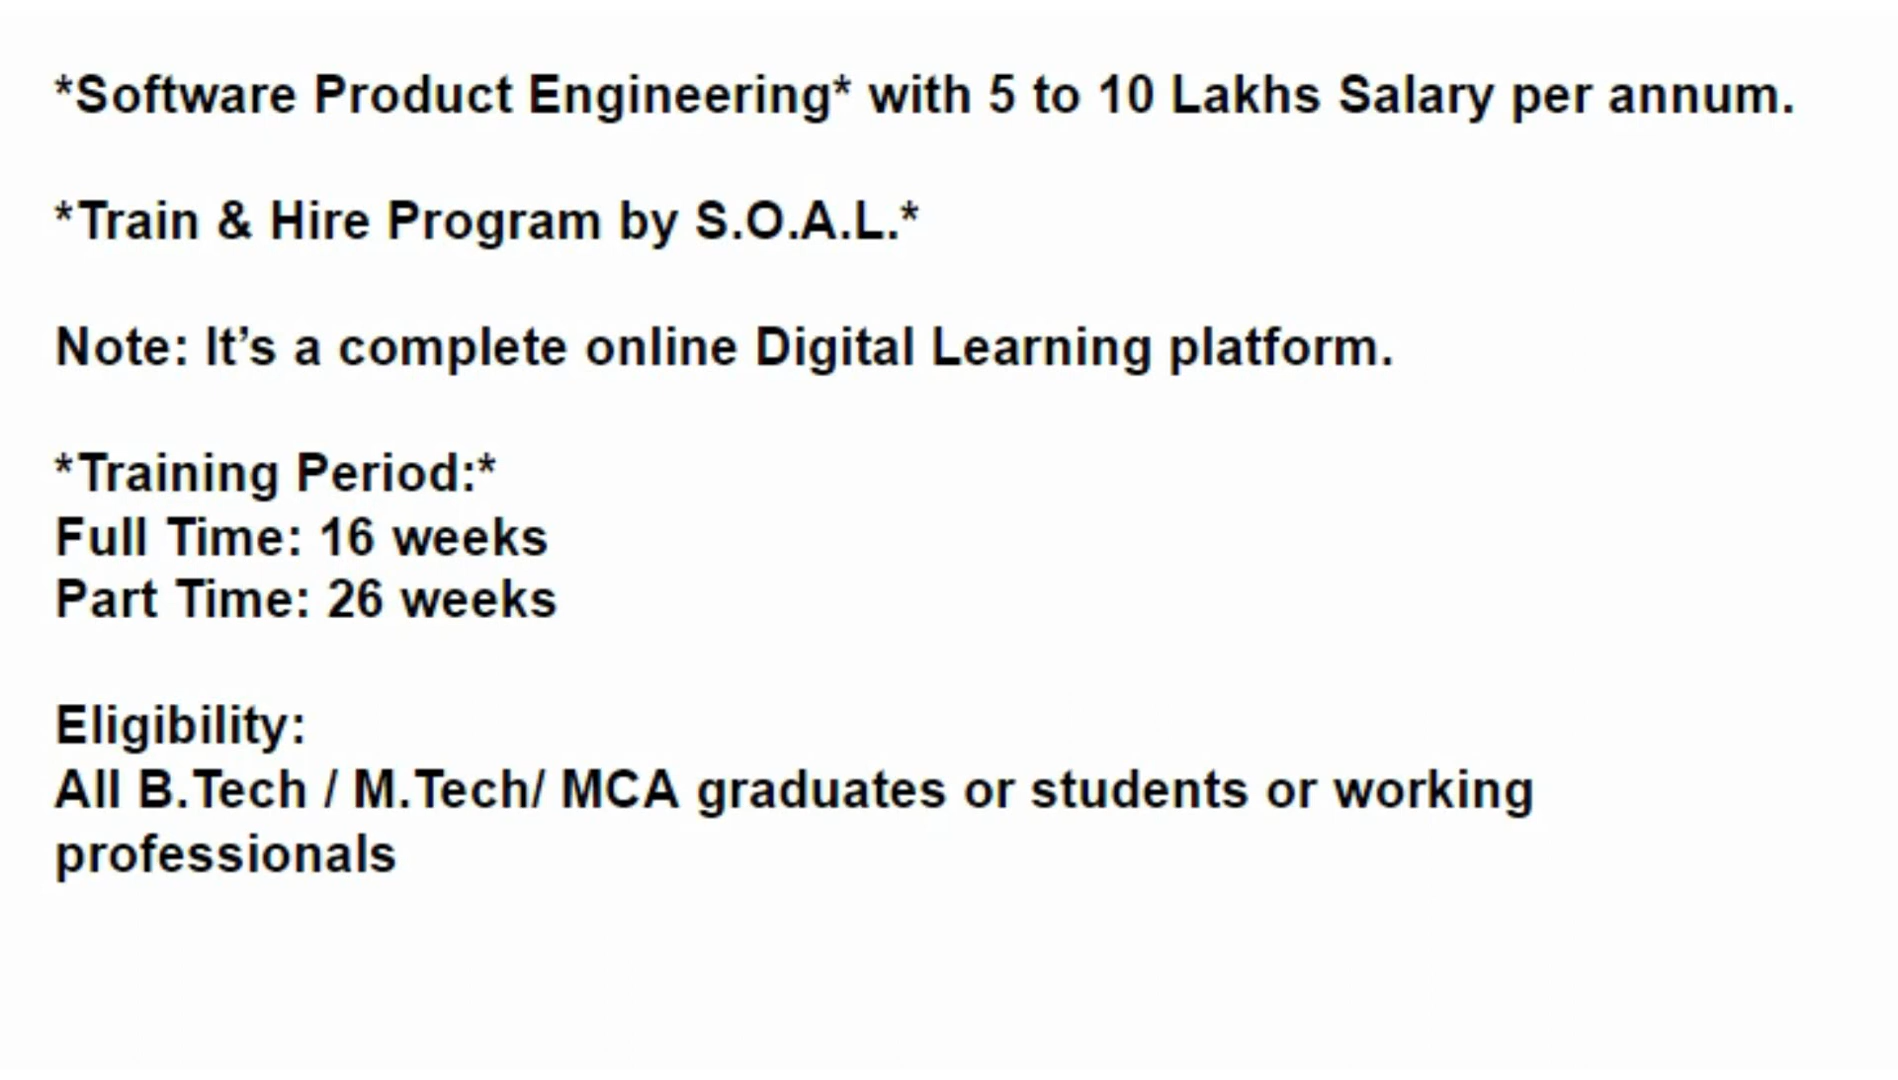 *Software Product Engineering* with 5 to 10 Lakhs Salary per annum.
*Train & Hire Program by S.O.A.L.*
Note: It’s a complete online Digital Learning platform.
*Training Period:*
Full Time: 16 weeks
Part Time: 26 weeks
Eligibility:
All B.Tech / M.Tech/ MCA graduates or students or working
professionals